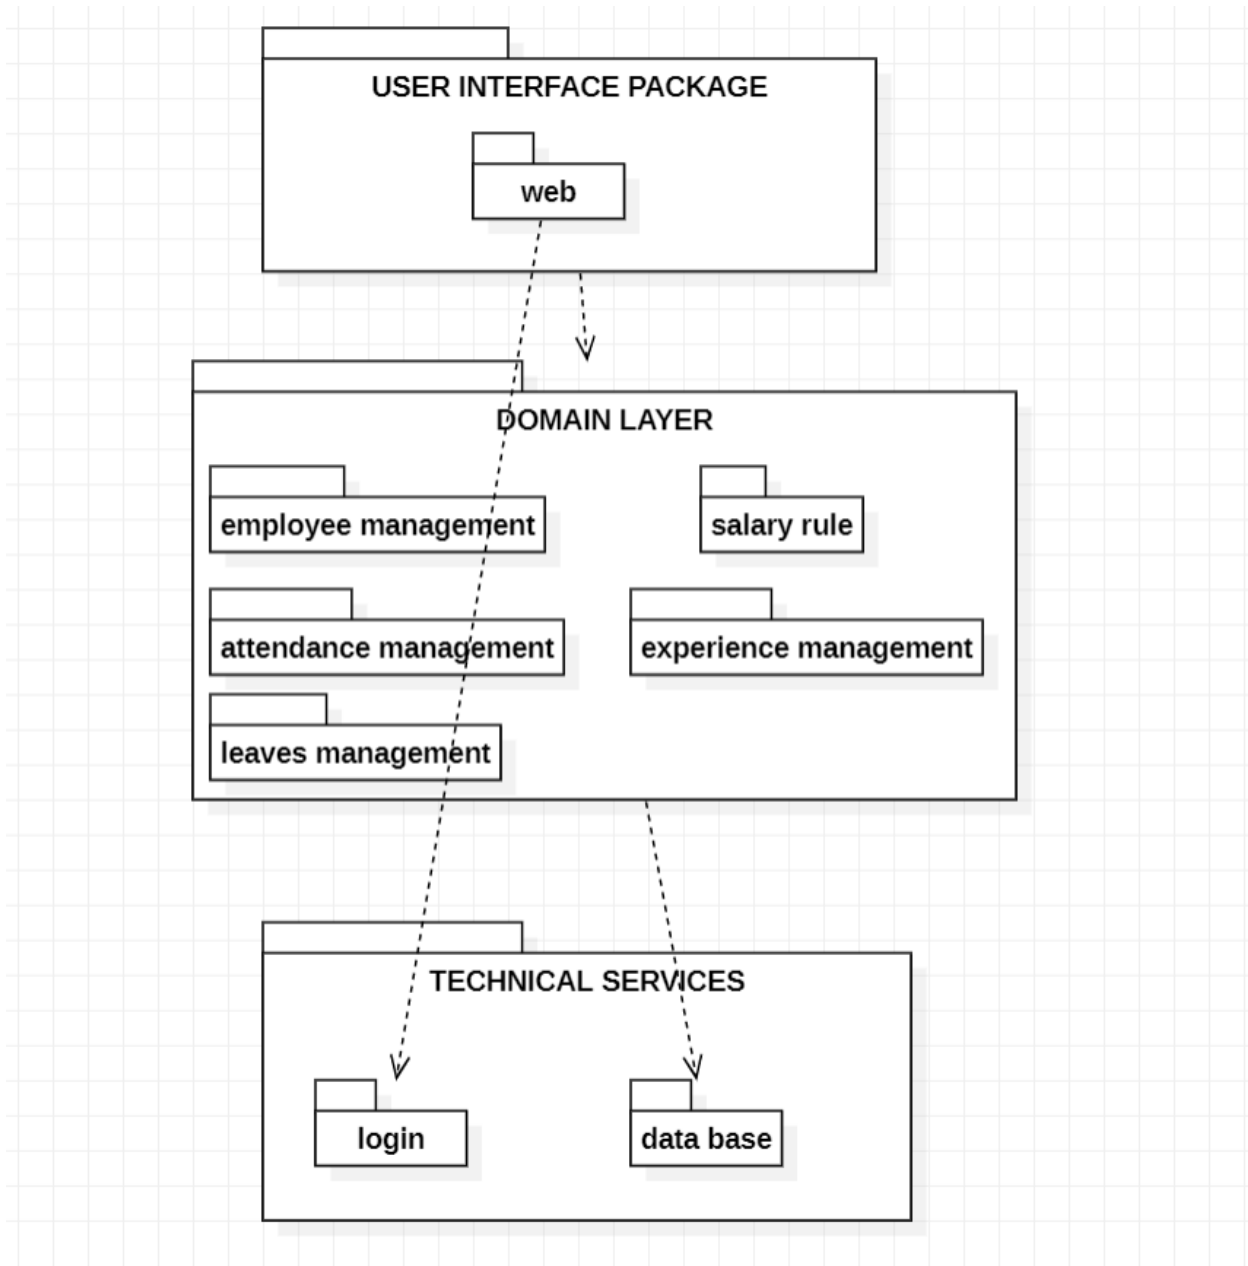 USER INTERFACE PACKAGE
web
DOMAIN LAYER
employee management
salary rule
attendance management
experience management
leaves management
TECHNICAL SERVICES
login
data base